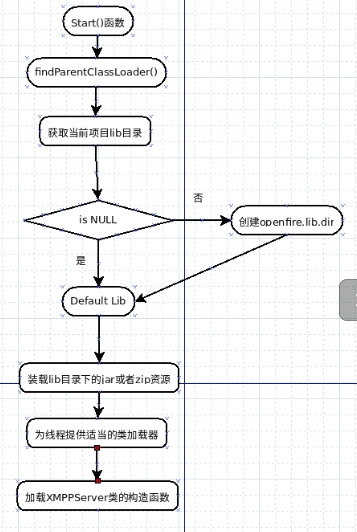 Start()函数
findParentClassLoader()
获取当前项目lib目录
is NULL
否
创建openfire.lib.dir
是
Default Lib
装载lib目录下的jar或者zip资源
为线程提供适当的类加载器
加载XMPPServer类的构造函数